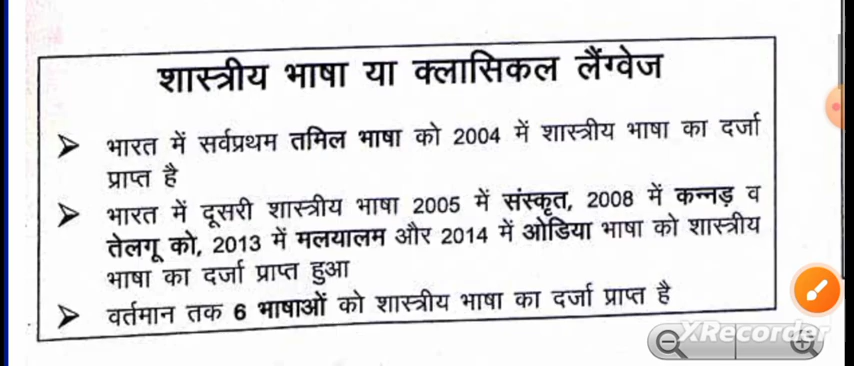 शास्त्रीय भाषा या क्लासिकल लैंग्वेज
➤ भारत में सर्वप्रथम तमिल भाषा को 2004 में शास्त्रीय भाषा का दर्जा
प्राप्त है
➤ भारत में दूसरी शास्त्रीय भाषा 2005 में संस्कृत, 2008 में कन्नड़ व
तेलगू को, 2013 में मलयालम और 2014 में ओडिया भाषा को शास्त्रीय
भाषा का दर्जा प्राप्त हुआ
➤ वर्तमान तक 6 भाषाओं को शास्त्रीय भाषा का दर्जा प्राप्त है
XRecorder